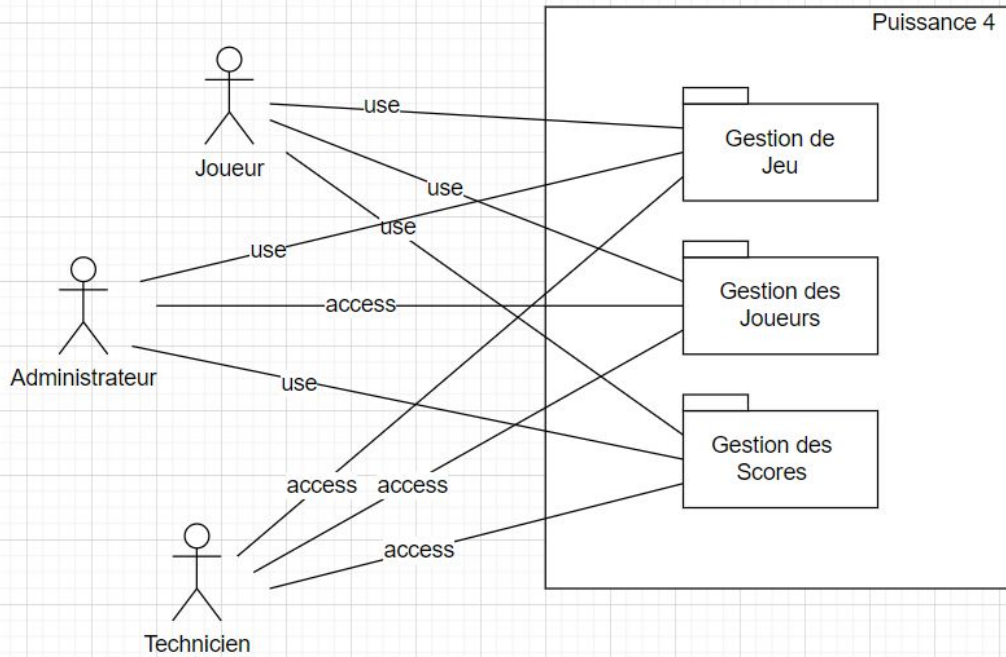 Puissance 4
use
Gestion de
Jeu
Joueur
use
use
use
Gestion des
Joueurs
access
Administrateur
use
Gestion des
Scores
access
access
access
Technicien